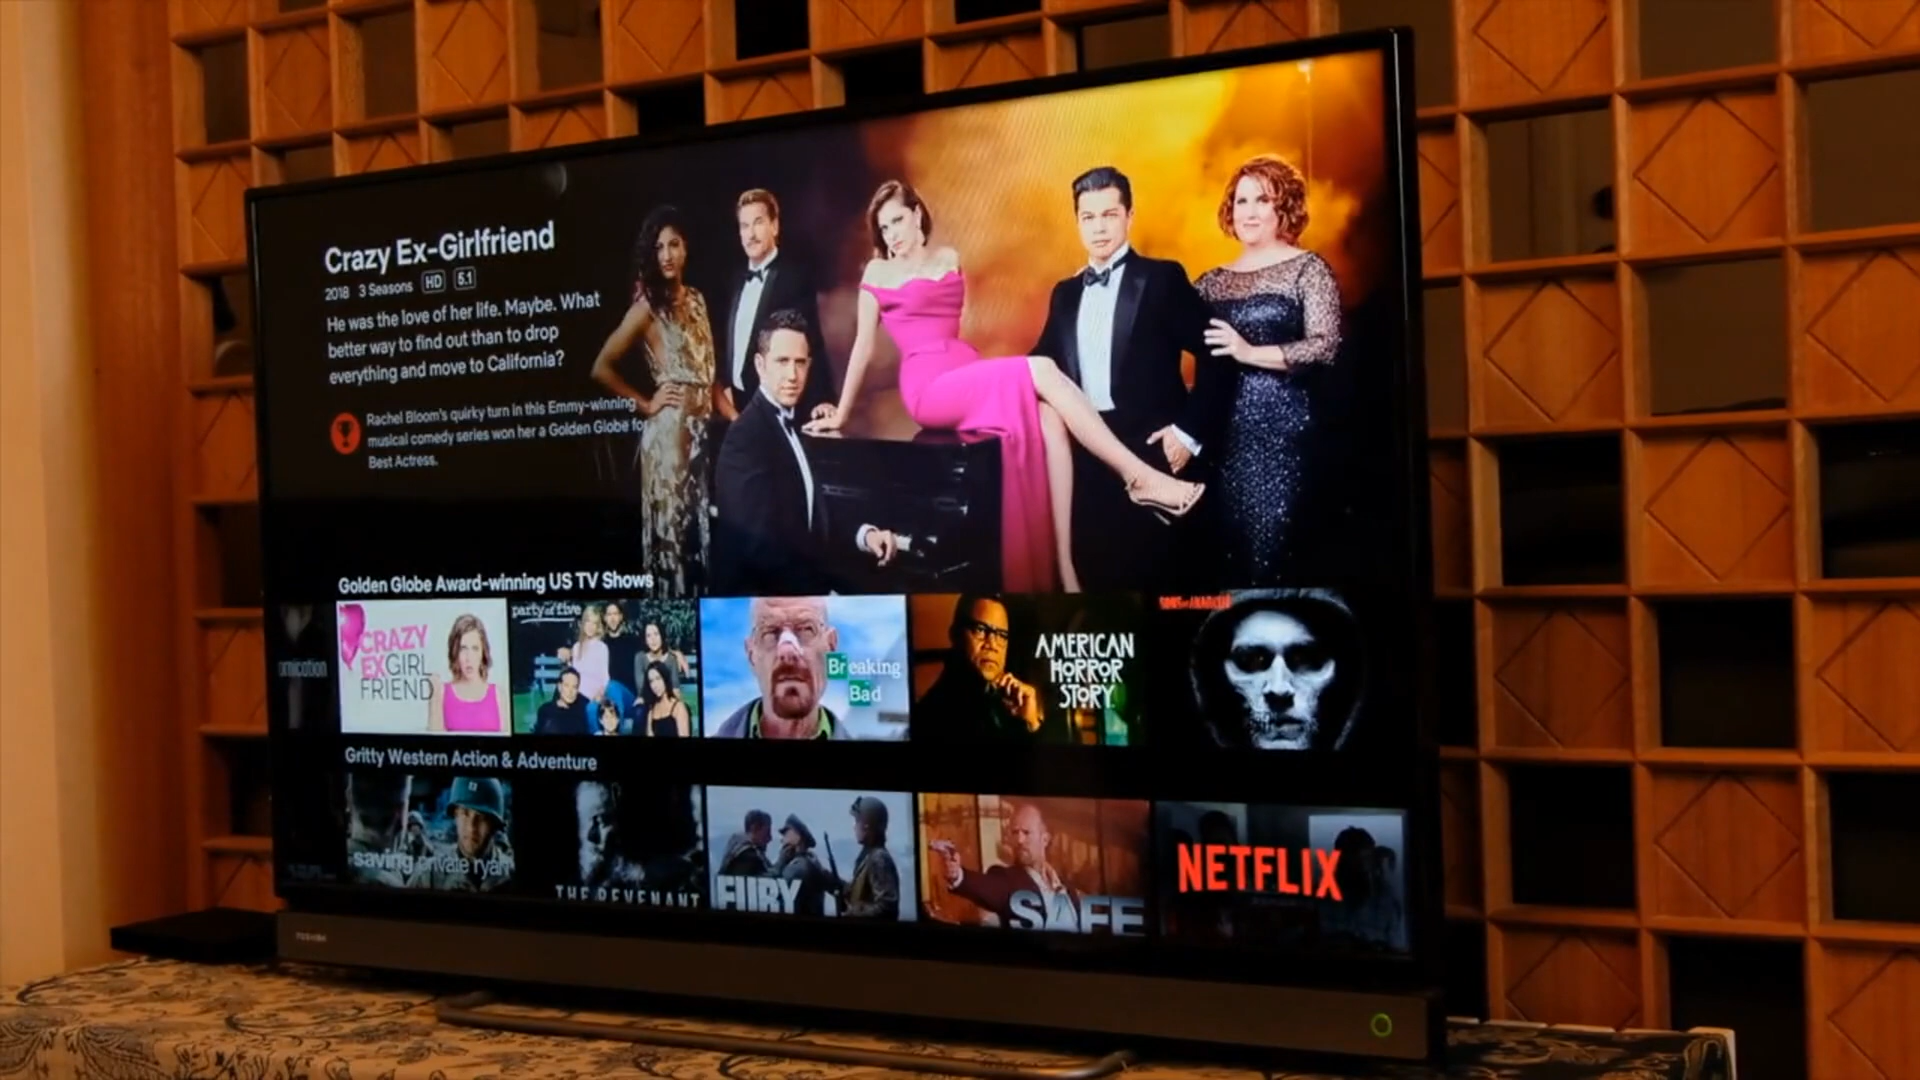 Crazy Ex-Girlfriend
2018 3 Seasons HD 5.1
He was the love of her life. Maybe. What
better way to find out than to drop
everything and move to California?
Rachel Bloom's quirky turn in this Emmy-winning
musical comedy series won her a Golden Globe for
Best Actress.
Golden Globe Award-winning US TV Shows
CRAZY
EX GIRL
FRIEND
party of five
Breaking
Bad
AMERICAN
HORROR
STORY
SONS OF ANARCHY
Gritty Western Action & Adventure
saving private ryan
THE REVENANT
FURY
SAFE
NETFLIX
TOSHIBA